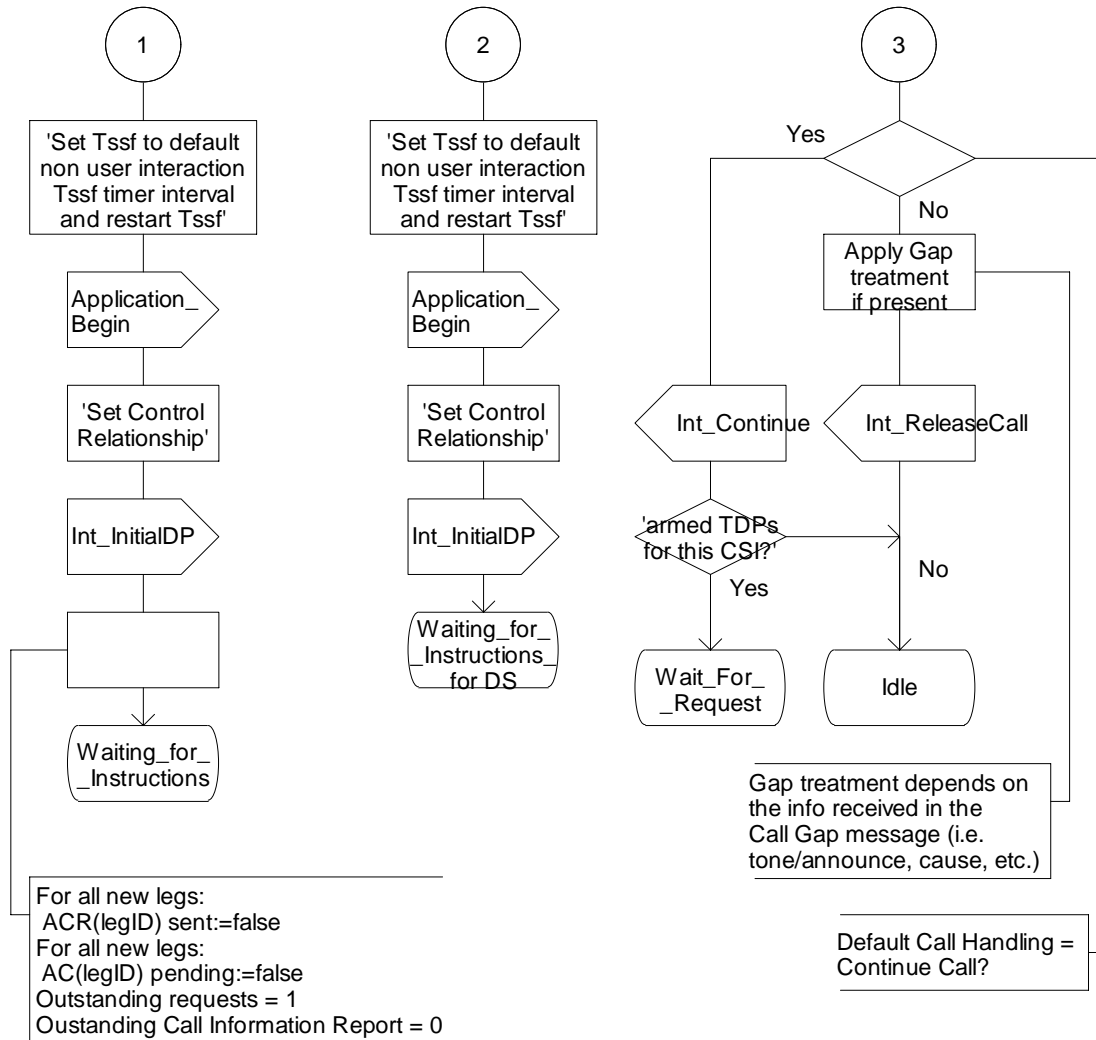 1
'Set Tssf to default
non user interaction
Tssf timer interval
and restart Tssf'
Application_
Begin
'Set Control
Relationship'
Int_InitialDP
Waiting_for_
_Instructions
For all new legs:
ACR(legID) sent:=false
For all new legs:
AC(legID) pending:=false
Outstanding requests = 1
Oustanding Call Information Report = 0
2
'Set Tssf to default
non user interaction
Tssf timer interval
and restart Tssf'
Application_
Begin
'Set Control
Relationship'
Int_InitialDP
Waiting_for_
_Instructions_
for DS
3
Yes
No
Apply Gap
treatment
if present
Int_Continue
Int_ReleaseCall
'armed TDPs
for this CSI?'
Yes
No
Wait_For_
_Request
Idle
Gap treatment depends on
the info received in the
Call Gap message (i.e.
tone/announce, cause, etc.)
Default Call Handling =
Continue Call?